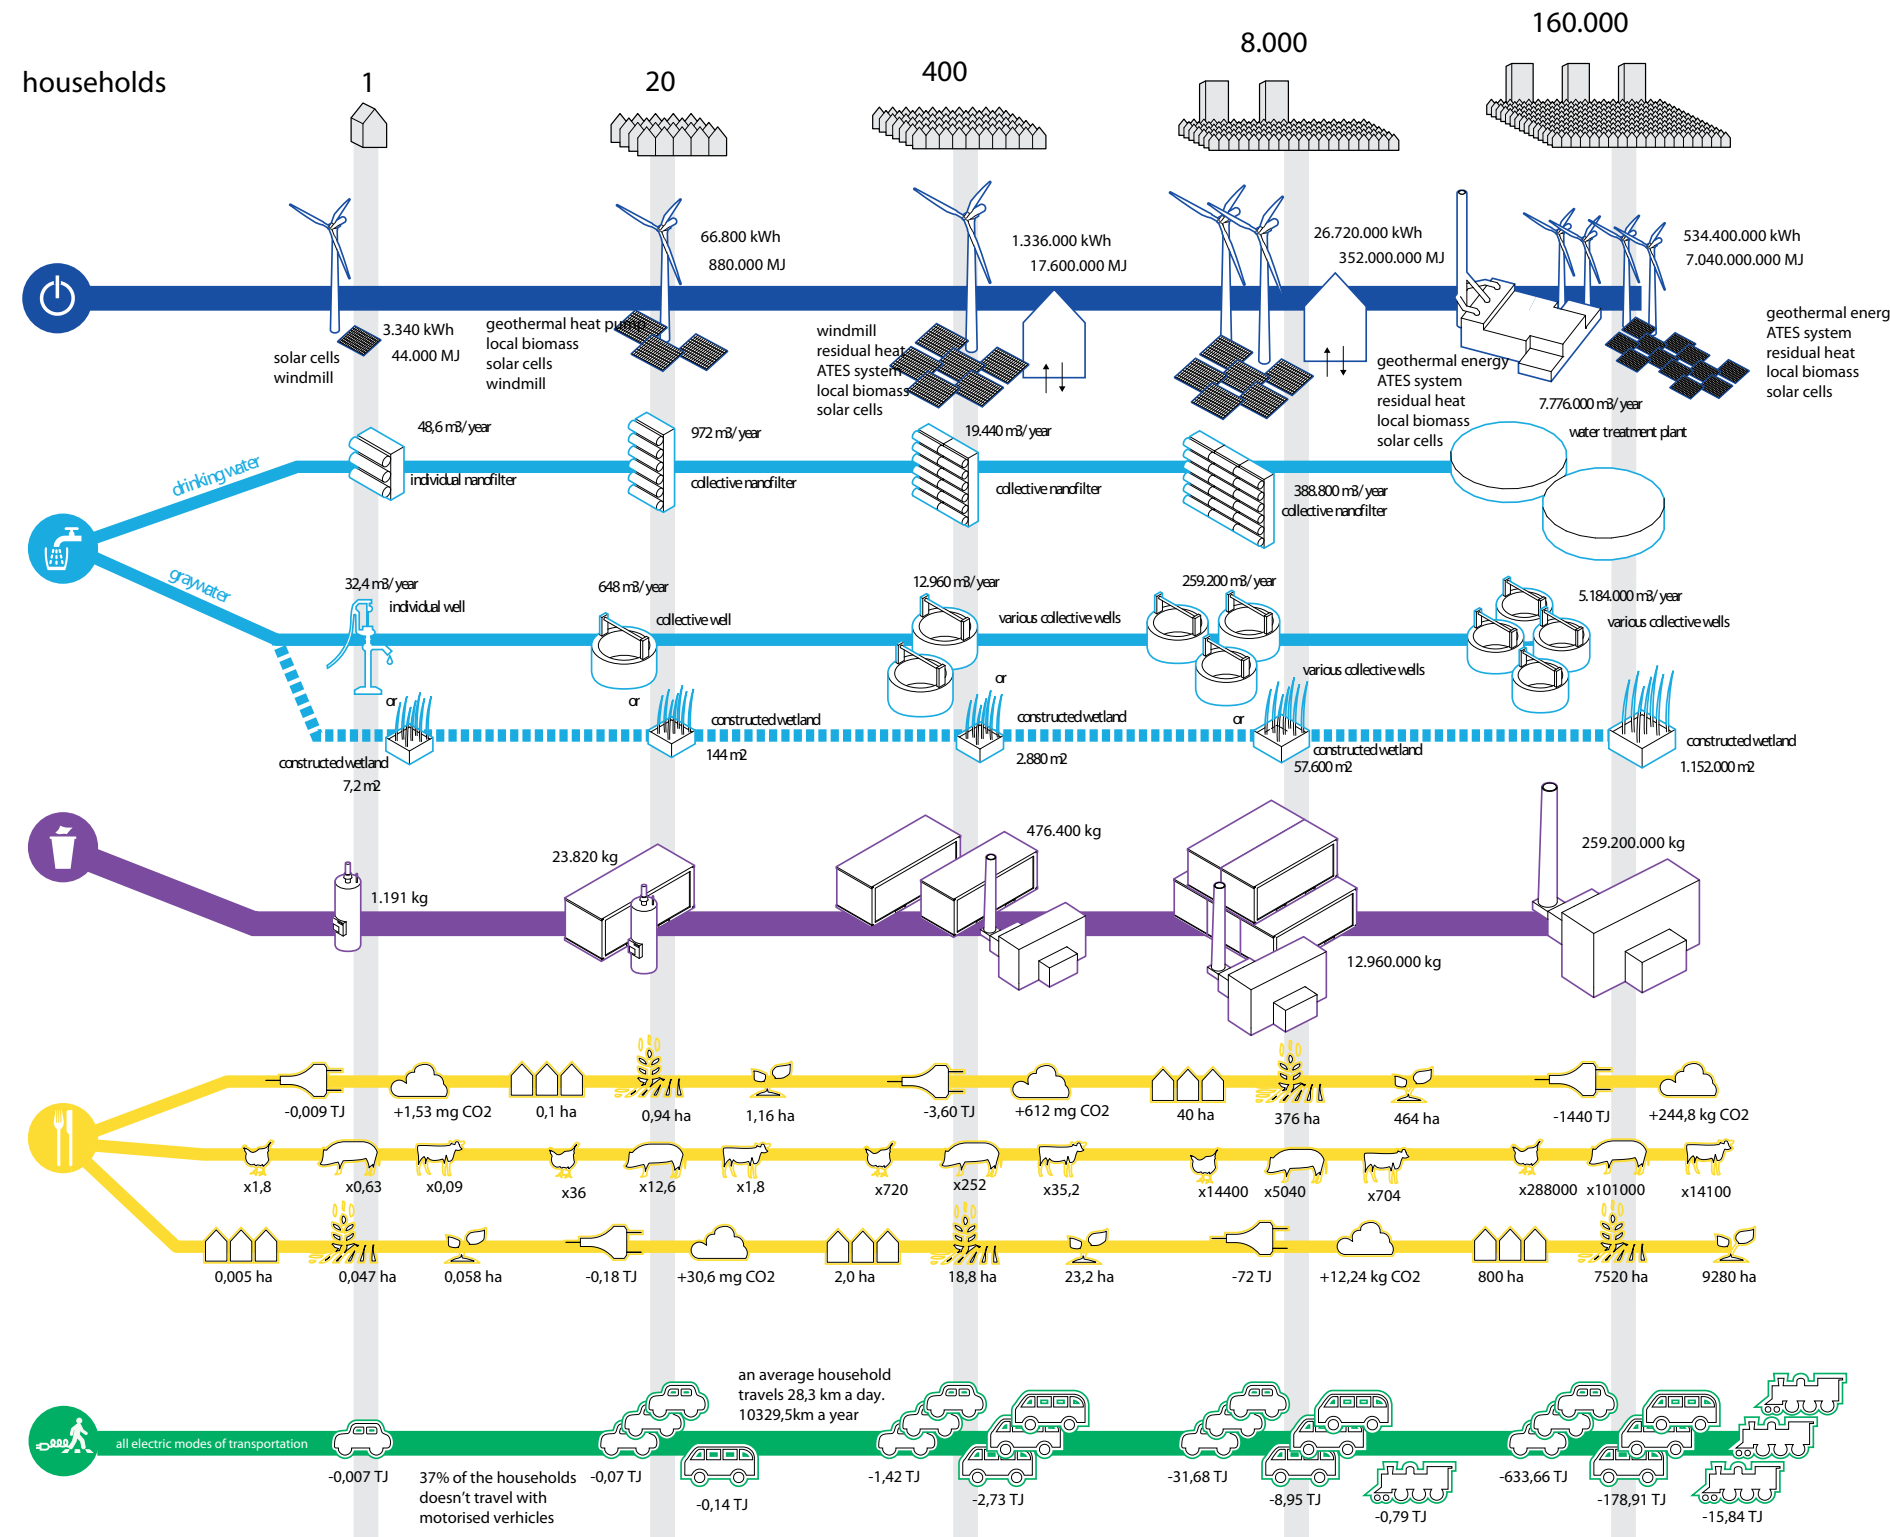 households
1
20
400
8.000
160.000
3.340 kWh
44.000 MJ
solar cells
windmill
66.800 kWh
880.000 MJ
geothermal heat pump
local biomass
solar cells
windmill
1.336.000 kWh
17.600.000 MJ
windmill
residual heat
ATES system
local biomass
solar cells
26.720.000 kWh
352.000.000 MJ
geothermal energy
ATES system
residual heat
local biomass
solar cells
534.400.000 kWh
7.040.000.000 MJ
geothermal energ
ATES system
residual heat
local biomass
solar cells
drinking water
48,6 m3/year
individual nanofilter
972 m3/year
collective nanofilter
19.440 m3/year
collective nanofilter
388.800 m3/year
collective nanofilter
7.776.000 m3/year
water treatment plant
graywater
32,4 m3/year
individual well
648 m3/year
collective well
12.960 m3/year
various collective wells
259.200 m3/year
various collective wells
5.184.000 m3/year
various collective wells
or
or
or
or
constructed wetland
7,2 m2
constructed wetland
144 m2
constructed wetland
2.880 m2
constructed wetland
57.600 m2
constructed wetland
1.152.000 m2
1.191 kg
23.820 kg
476.400 kg
12.960.000 kg
259.200.000 kg
-0,009 TJ
+1,53 mg CO2
0,1 ha
0,94 ha
1,16 ha
-3,60 TJ
+612 mg CO2
40 ha
376 ha
464 ha
-1440 TJ
+244,8 kg CO2
x1,8
x0,63
x0,09
x36
x12,6
x1,8
x720
x252
x35,2
x14400
x5040
x704
x288000
x101000
x14100
0,005 ha
0,047 ha
0,058 ha
-0,18 TJ
+30,6 mg CO2
2,0 ha
18,8 ha
23,2 ha
-72 TJ
+12,24 kg CO2
800 ha
7520 ha
9280 ha
an average household
travels 28,3 km a day.
10329,5km a year
all electric modes of transportation
-0,007 TJ
37% of the households
doesn't travel with
motorised verhicles
-0,07 TJ
-0,14 TJ
-1,42 TJ
-2,73 TJ
-31,68 TJ
-8,95 TJ
-0,79 TJ
-633,66 TJ
-178,91 TJ
-15,84 TJ